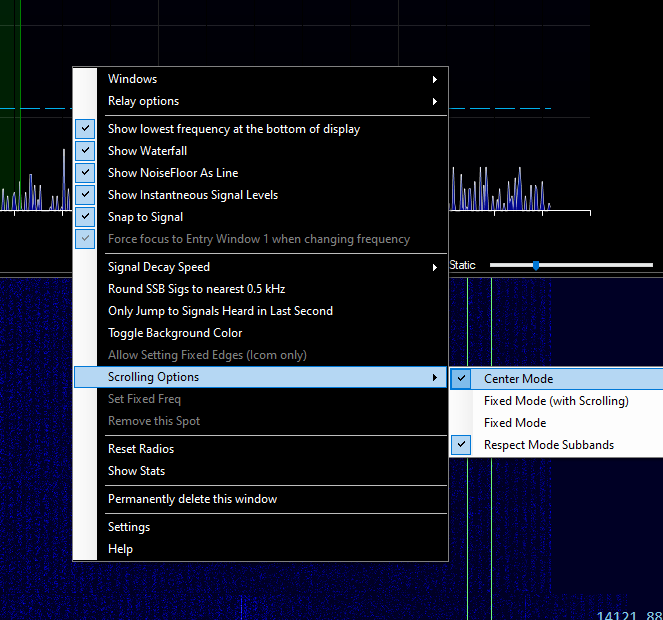 Windows
Relay options
Show lowest frequency at the bottom of display
Show Waterfall
Show NoiseFloor As Line
Show Instantneous Signal Levels
Snap to Signal
Force focus to Entry Window 1 when changing frequency
Signal Decay Speed
Static
Round SSB Sigs to nearest 0.5 kHz
Only Jump to Signals Heard in Last Second
Toggle Background Color
Allow Setting Fixed Edges (Icom only)
Scrolling Options
Center Mode
Set Fixed Freq
Fixed Mode (with Scrolling)
Remove this Spot
Fixed Mode
Reset Radios
Respect Mode Subbands
Show Stats
Permanently delete this window
Settings
Help
14121 88